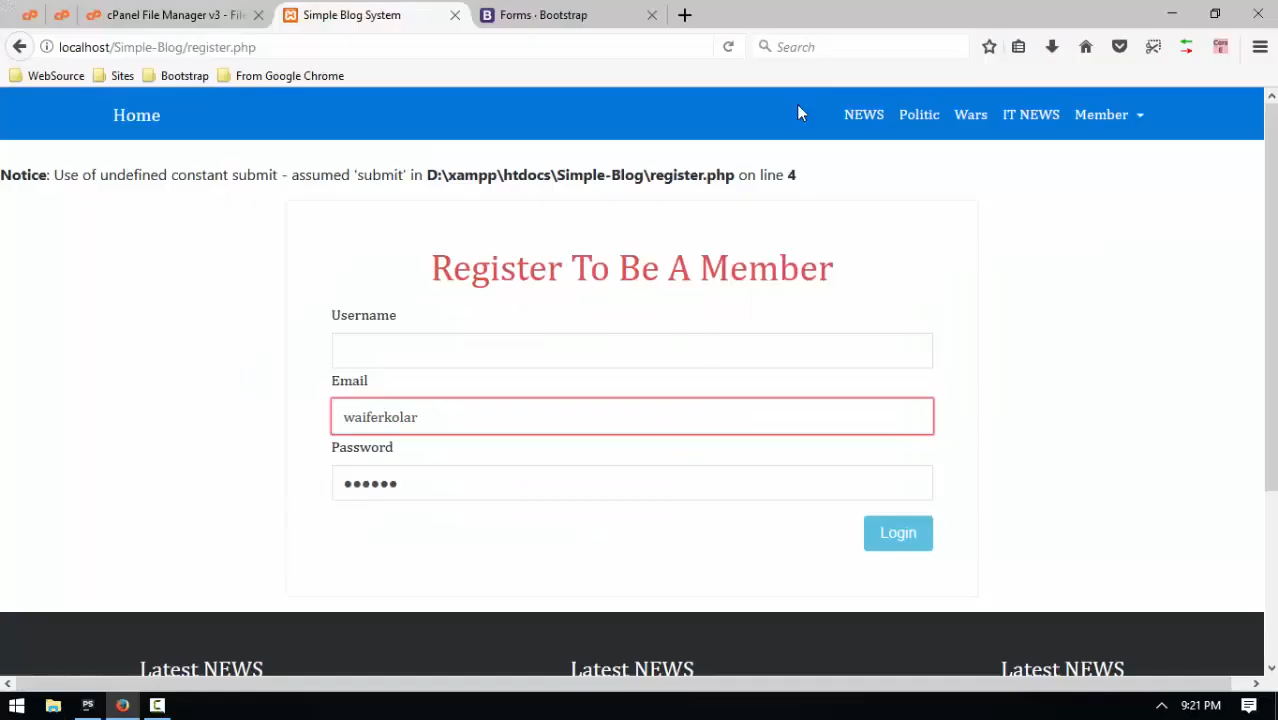 cPanel File Manager v3 - File
Simple Blog System
Forms · Bootstrap
localhost/Simple-Blog/register.php
Search
WebSource
Sites
Bootstrap
From Google Chrome
Home
NEWS
Politic
Wars
IT NEWS
Member
Notice: Use of undefined constant submit - assumed 'submit' in D:\xampp\htdocs\Simple-Blog\register.php on line 4
Register To Be A Member
Username
Email
waiferkolar
Password
●●●●●●
Login
Latest NEWS
Latest NEWS
Latest NEWS
9:21 PM